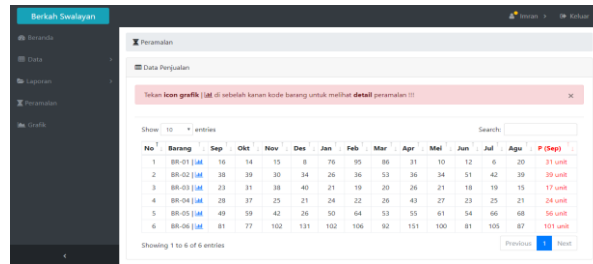 Berkah Swalayan
Imran
Keluar
Beranda
Data
Laporan
Peramalan
Grafik
Peramalan
Data Penjualan
Tekan icon grafik | di sebelah kanan kode barang untuk melihat detail peramalan !!! ×
Show 10 entries Search:
No Barang Sep Okt Nov Des Jan Feb Mar Apr Mei Jun Jul Agu P (Sep)
1 BR-01 | 16 14 15 8 76 95 86 31 10 12 6 20 31 unit
2 BR-02 | 38 39 30 34 26 36 53 36 34 51 42 39 39 unit
3 BR-03 | 23 31 38 40 21 19 20 26 21 18 19 15 17 unit
4 BR-04 | 28 37 25 21 24 22 26 43 27 23 25 21 24 unit
5 BR-05 | 49 59 42 26 50 64 53 55 61 54 66 68 56 unit
6 BR-06 | 81 77 102 131 102 106 92 151 100 81 105 87 101 unit
Showing 1 to 6 of 6 entries
Previous 1 Next